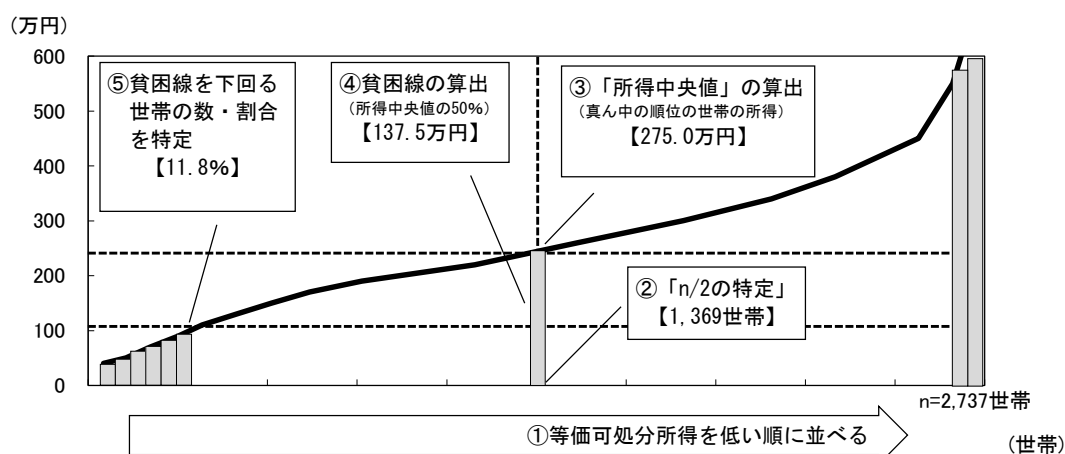 (万円)
600
500
400
300
200
100
0
⑤貧困線を下回る
世帯の数・割合
を特定
【11.8%】
④貧困線の算出
(所得中央値の50%)
【137.5万円】
③「所得中央値」の算出
(真ん中の順位の世帯の所得)
【275.0万円】
②「n/2の特定」
【1,369世帯】
n=2,737世帯
①等価可処分所得を低い順に並べる
(世帯)